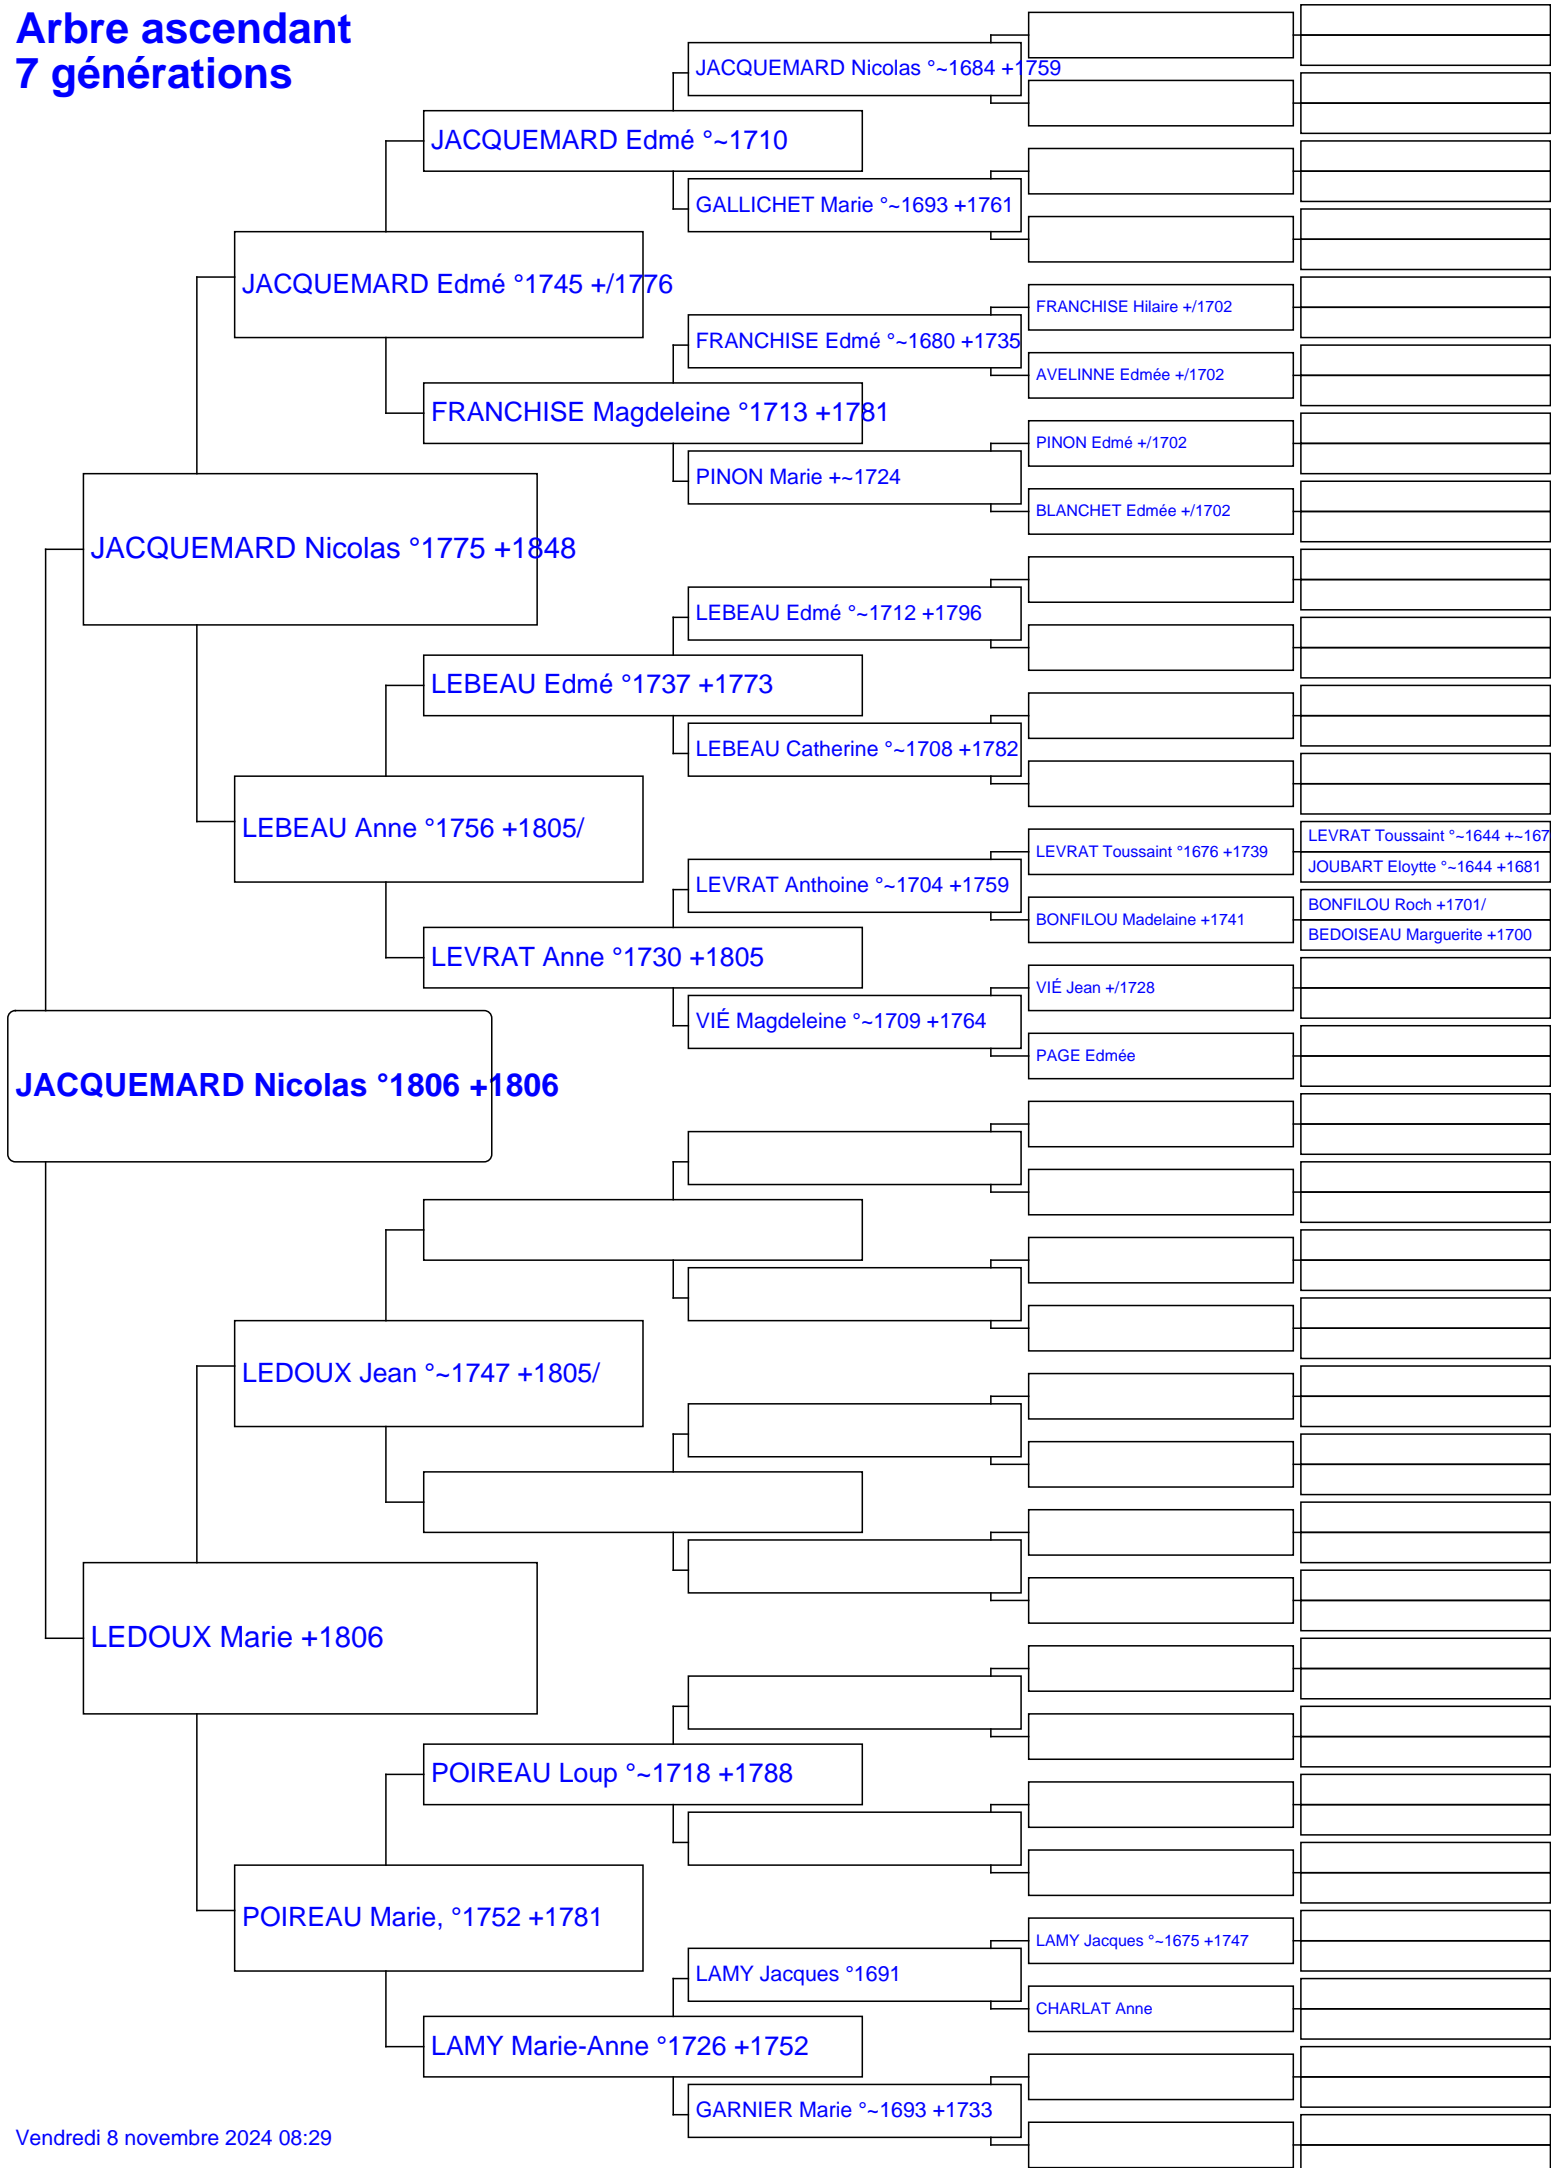 Arbre ascendant
7 générations
JACQUEMARD Nicolas °~1684 +1759
JACQUEMARD Edmé °~1710
GALLICHET Marie °~1693 +1761
JACQUEMARD Edmé °1745 +/1776
FRANCHISE Hilaire +/1702
FRANCHISE Edmé °~1680 +1735
AVELINNE Edmée +/1702
FRANCHISE Magdeleine °1713 +1781
PINON Edmé +/1702
PINON Marie +~1724
BLANCHET Edmée +/1702
JACQUEMARD Nicolas °1775 +1848
LEBEAU Edmé °~1712 +1796
LEBEAU Edmé °1737 +1773
LEBEAU Catherine °~1708 +1782
LEBEAU Anne °1756 +1805/
LEVRAT Toussaint °~1644 +~167
LEVRAT Toussaint °1676 +1739
JOUBART Eloytte °~1644 +1681
LEVRAT Anthoine °~1704 +1759
BONFILOU Roch +1701/
BONFILOU Madelaine +1741
BEDOISEAU Marguerite +1700
LEVRAT Anne °1730 +1805
VIÉ Jean +/1728
VIÉ Magdeleine °~1709 +1764
PAGE Edmée
JACQUEMARD Nicolas °1806 +1806
LEDOUX Jean °~1747 +1805/
LEDOUX Marie +1806
POIREAU Loup °~1718 +1788
POIREAU Marie, °1752 +1781
LAMY Jacques °~1675 +1747
LAMY Jacques °1691
CHARLAT Anne
LAMY Marie-Anne °1726 +1752
GARNIER Marie °~1693 +1733
Vendredi 8 novembre 2024 08:29